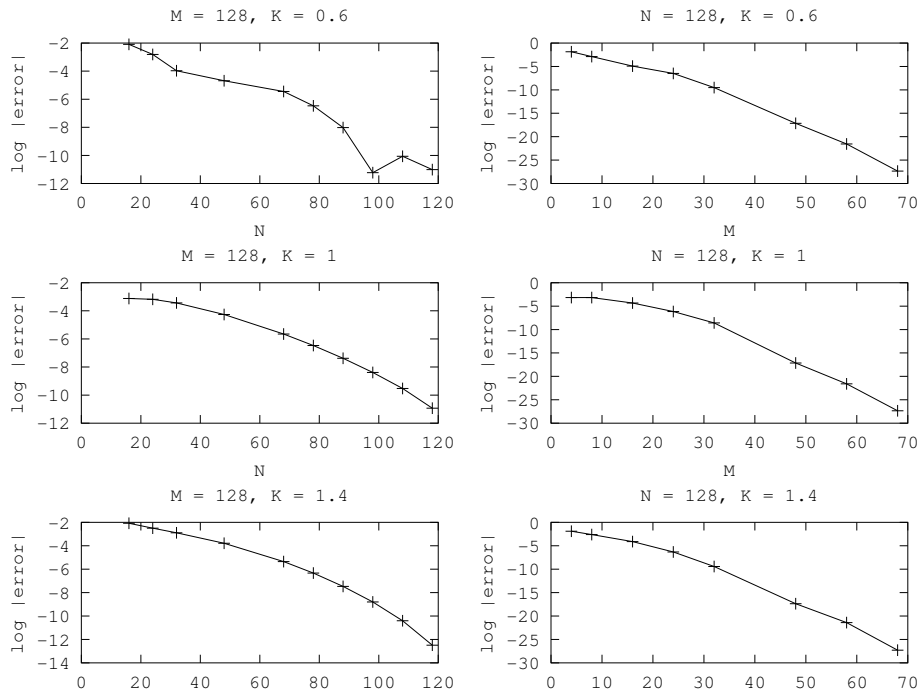 M = 128, K = 0.6
log |error|
-2
-4
-6
-8
-10
-12
0 20 40 60 80 100 120
N
N = 128, K = 0.6
log |error|
0
-5
-10
-15
-20
-25
-30
0 10 20 30 40 50 60 70
M
M = 128, K = 1
log |error|
-2
-4
-6
-8
-10
-12
0 20 40 60 80 100 120
N
N = 128, K = 1
log |error|
0
-5
-10
-15
-20
-25
-30
0 10 20 30 40 50 60 70
M
M = 128, K = 1.4
log |error|
-2
-4
-6
-8
-10
-12
-14
0 20 40 60 80 100 120
N = 128, K = 1.4
log |error|
0
-5
-10
-15
-20
-25
-30
0 10 20 30 40 50 60 70